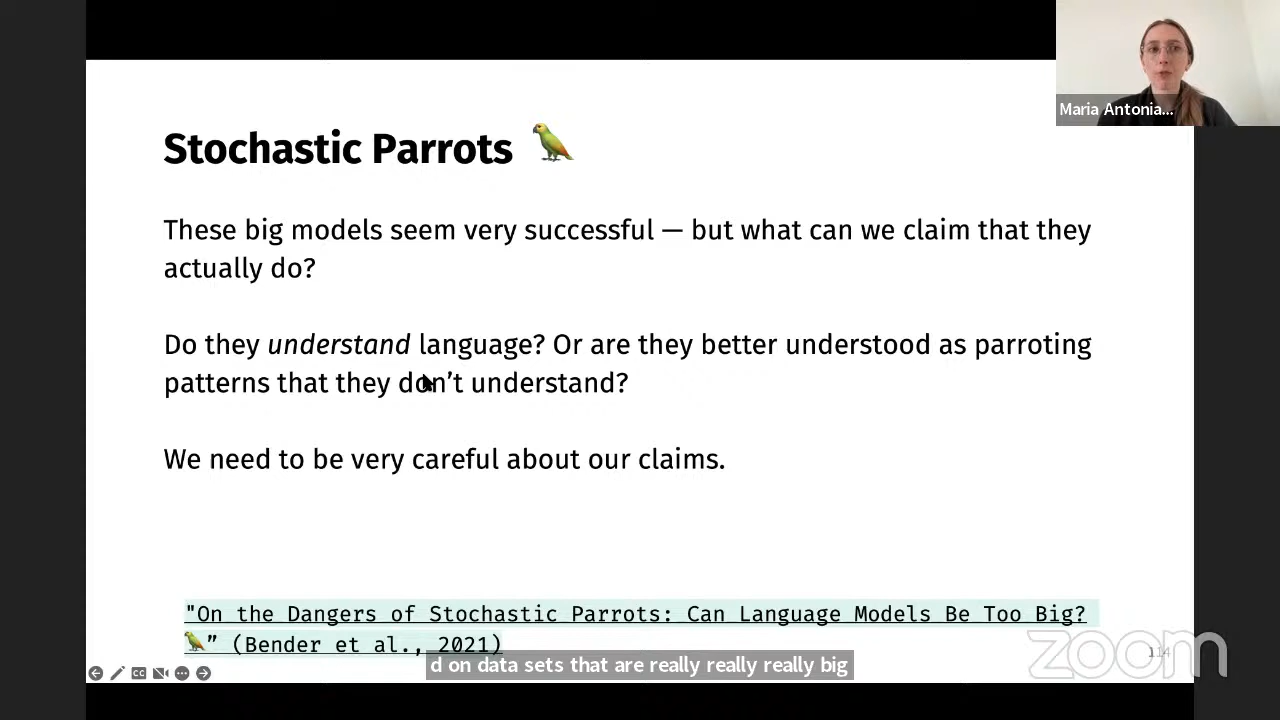 Maria Antonia...
Stochastic Parrots 🦜
These big models seem very successful — but what can we claim that they
actually do?
Do they understand language? Or are they better understood as parroting
patterns that they don’t understand?
We need to be very careful about our claims.
"On the Dangers of Stochastic Parrots: Can Language Models Be Too Big?
🦜” (Bender et al., 2021)
d on data sets that are really really really big
114
zoom